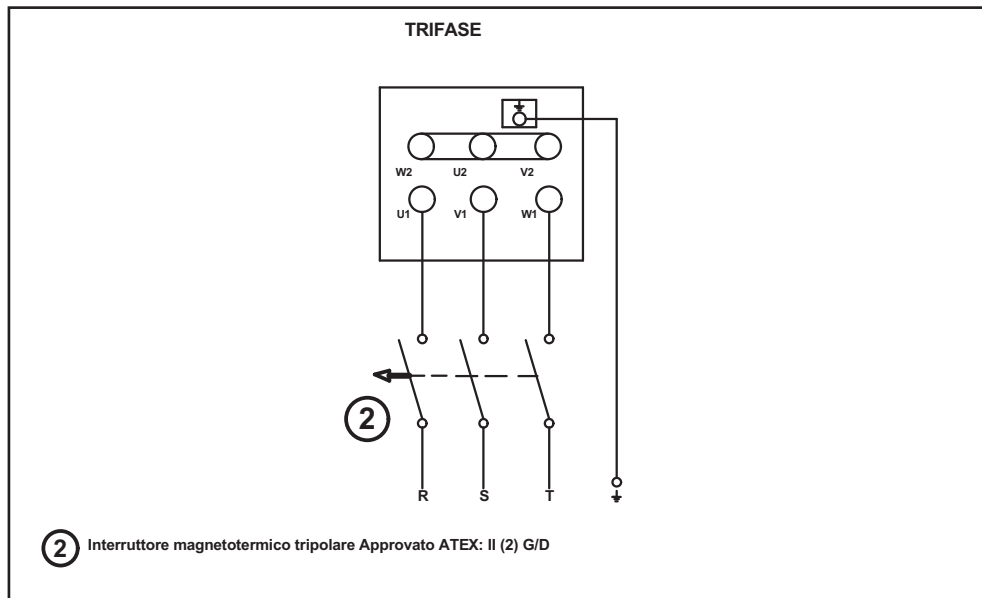 TRIFASE
W2 U2 V2
U1 V1 W1
2
R S T
2 Interruttore magnetotermico tripolare Approvato ATEX: II (2) G/D